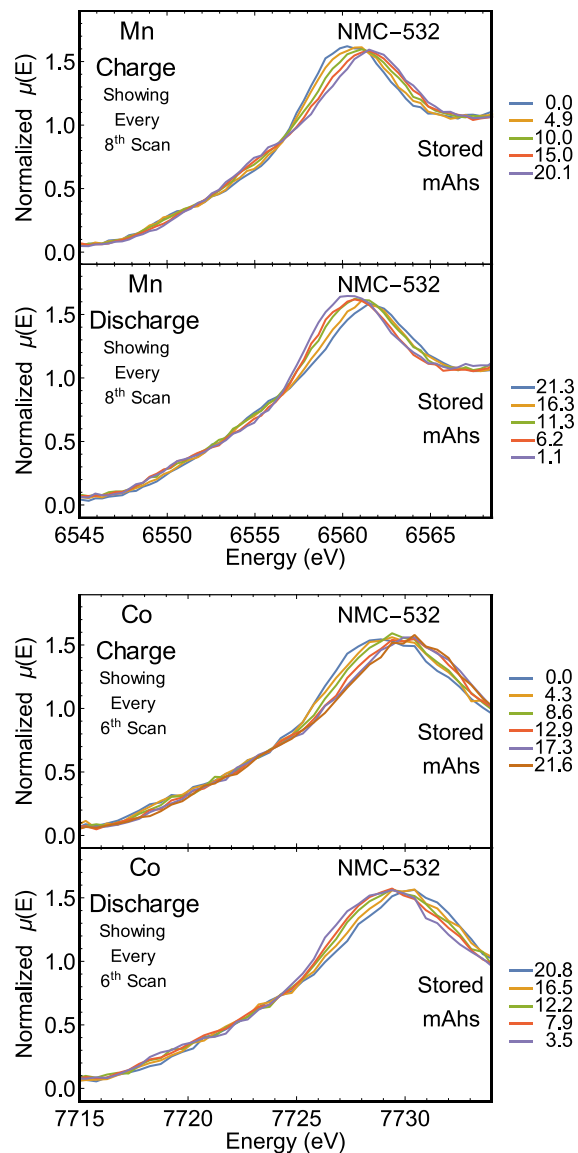 Mn NMC−532
Charge
Showing
Every
8th Scan
Stored
mAhs
Normalized μ(E)
1.5
1.0
0.5
0.0
0.0
4.9
10.0
15.0
20.1
Mn NMC−532
Discharge
Showing
Every
8th Scan
Stored
mAhs
Normalized μ(E)
1.5
1.0
0.5
0.0
21.3
16.3
11.3
6.2
1.1
6545 6550 6555 6560 6565
Energy (eV)
Co NMC−532
Charge
Showing
Every
6th Scan
Stored
mAhs
Normalized μ(E)
1.5
1.0
0.5
0.0
0.0
4.3
8.6
12.9
17.3
21.6
Co NMC−532
Discharge
Showing
Every
6th Scan
Stored
mAhs
Normalized μ(E)
1.5
1.0
0.5
0.0
20.8
16.5
12.2
7.9
3.5
7715 7720 7725 7730
Energy (eV)